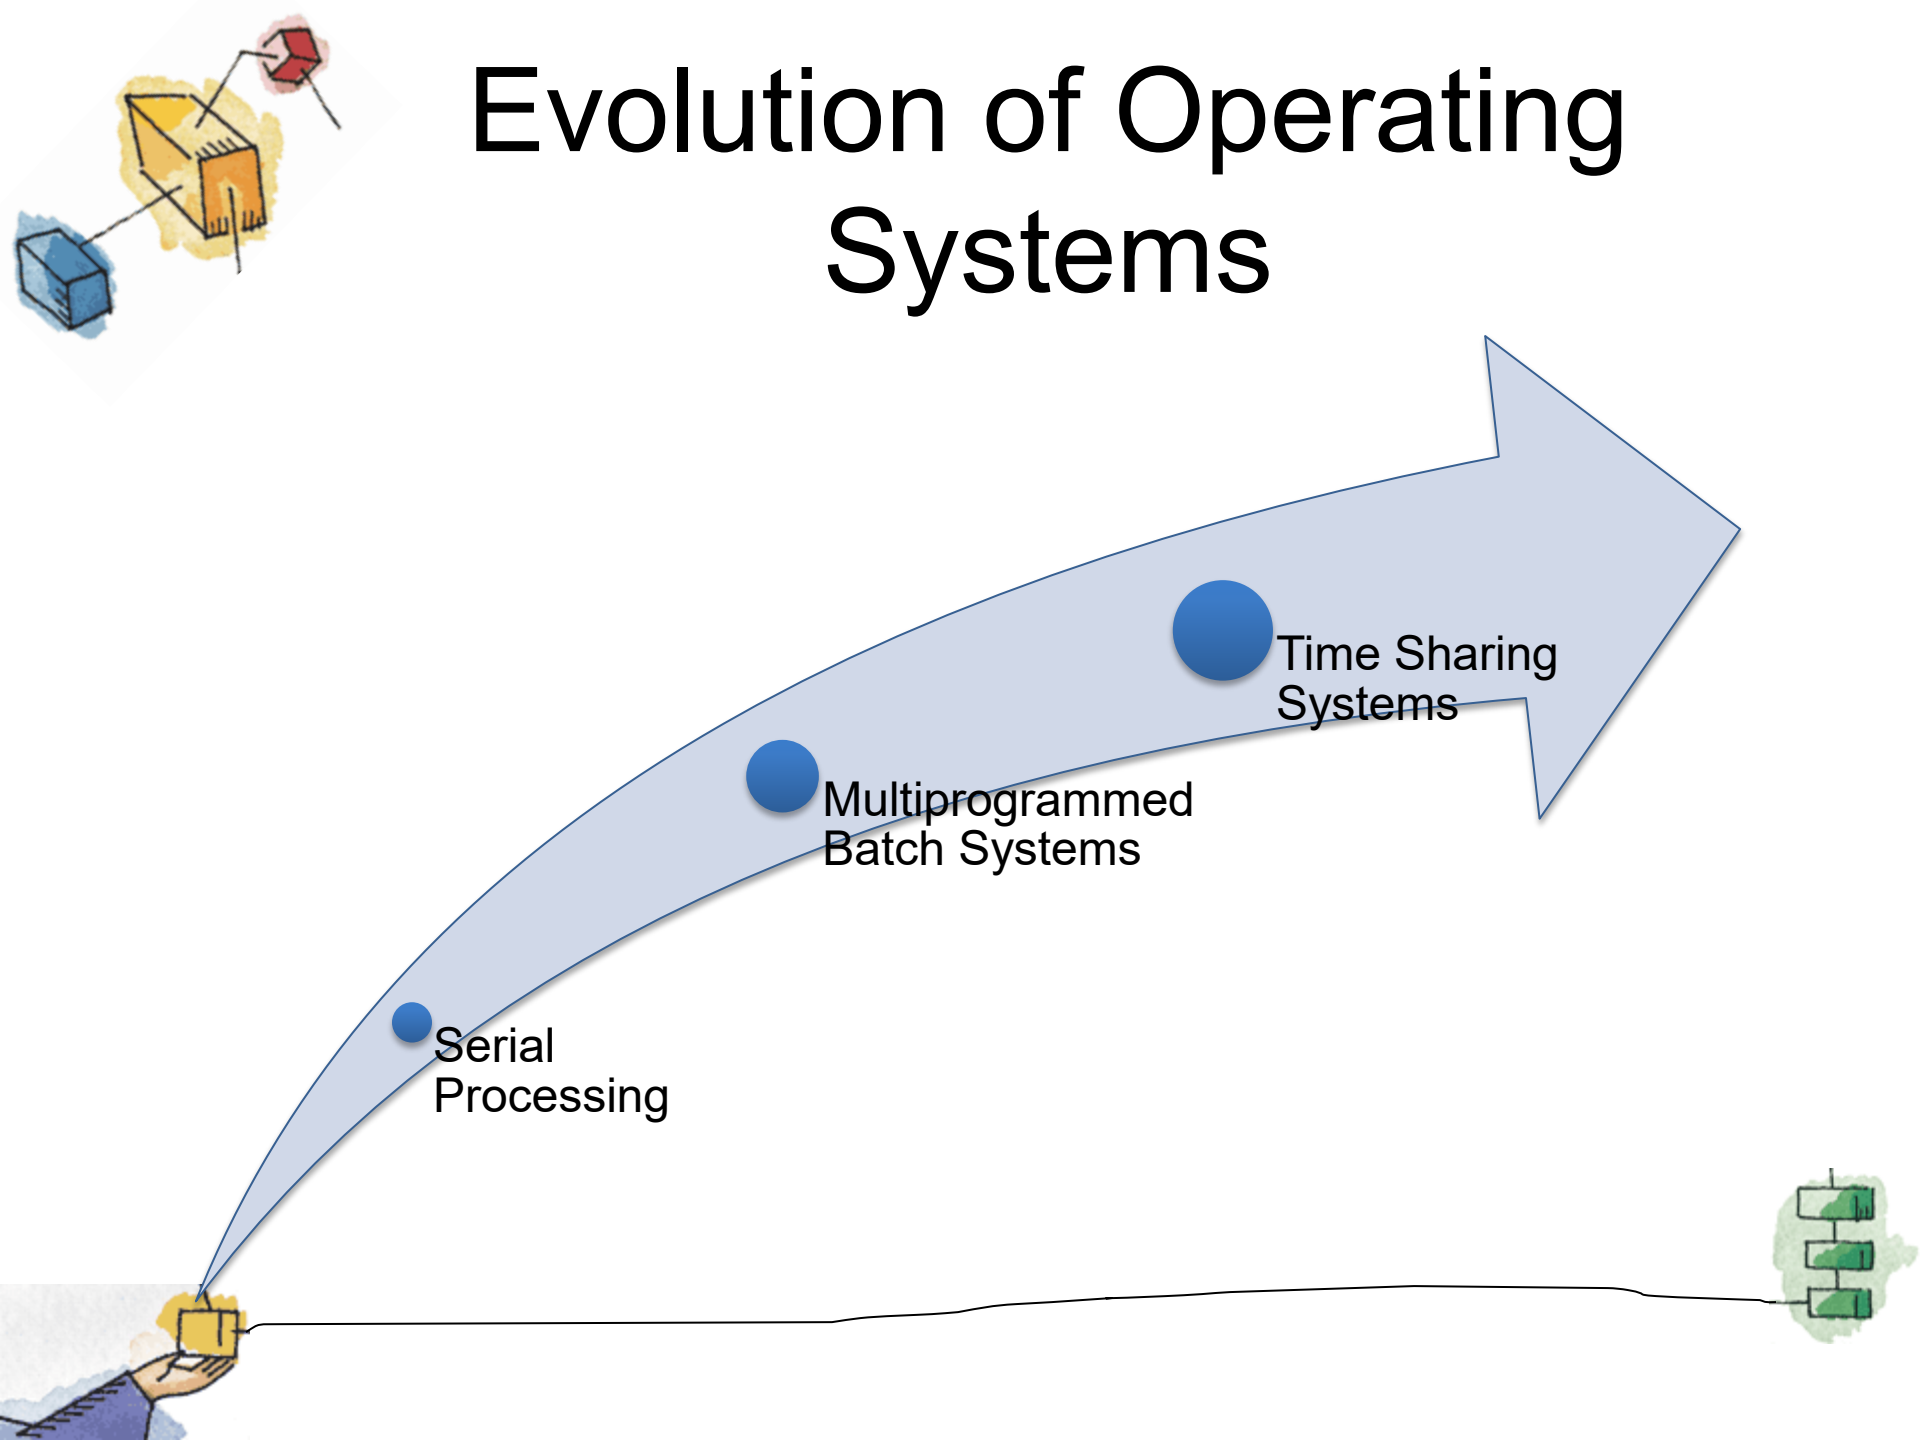 Evolution of Operating
Systems
Time Sharing
Systems
Multiprogrammed
Batch Systems
Serial
Processing